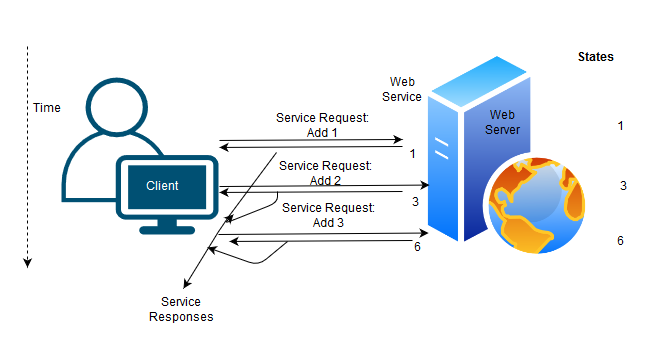 States
Web
Service
Time
Web
Server
Service Request:
Add 1
1
1
Service Request:
Add 2
Client
3
3
Service Request:
Add 3
6
6
Service
Responses